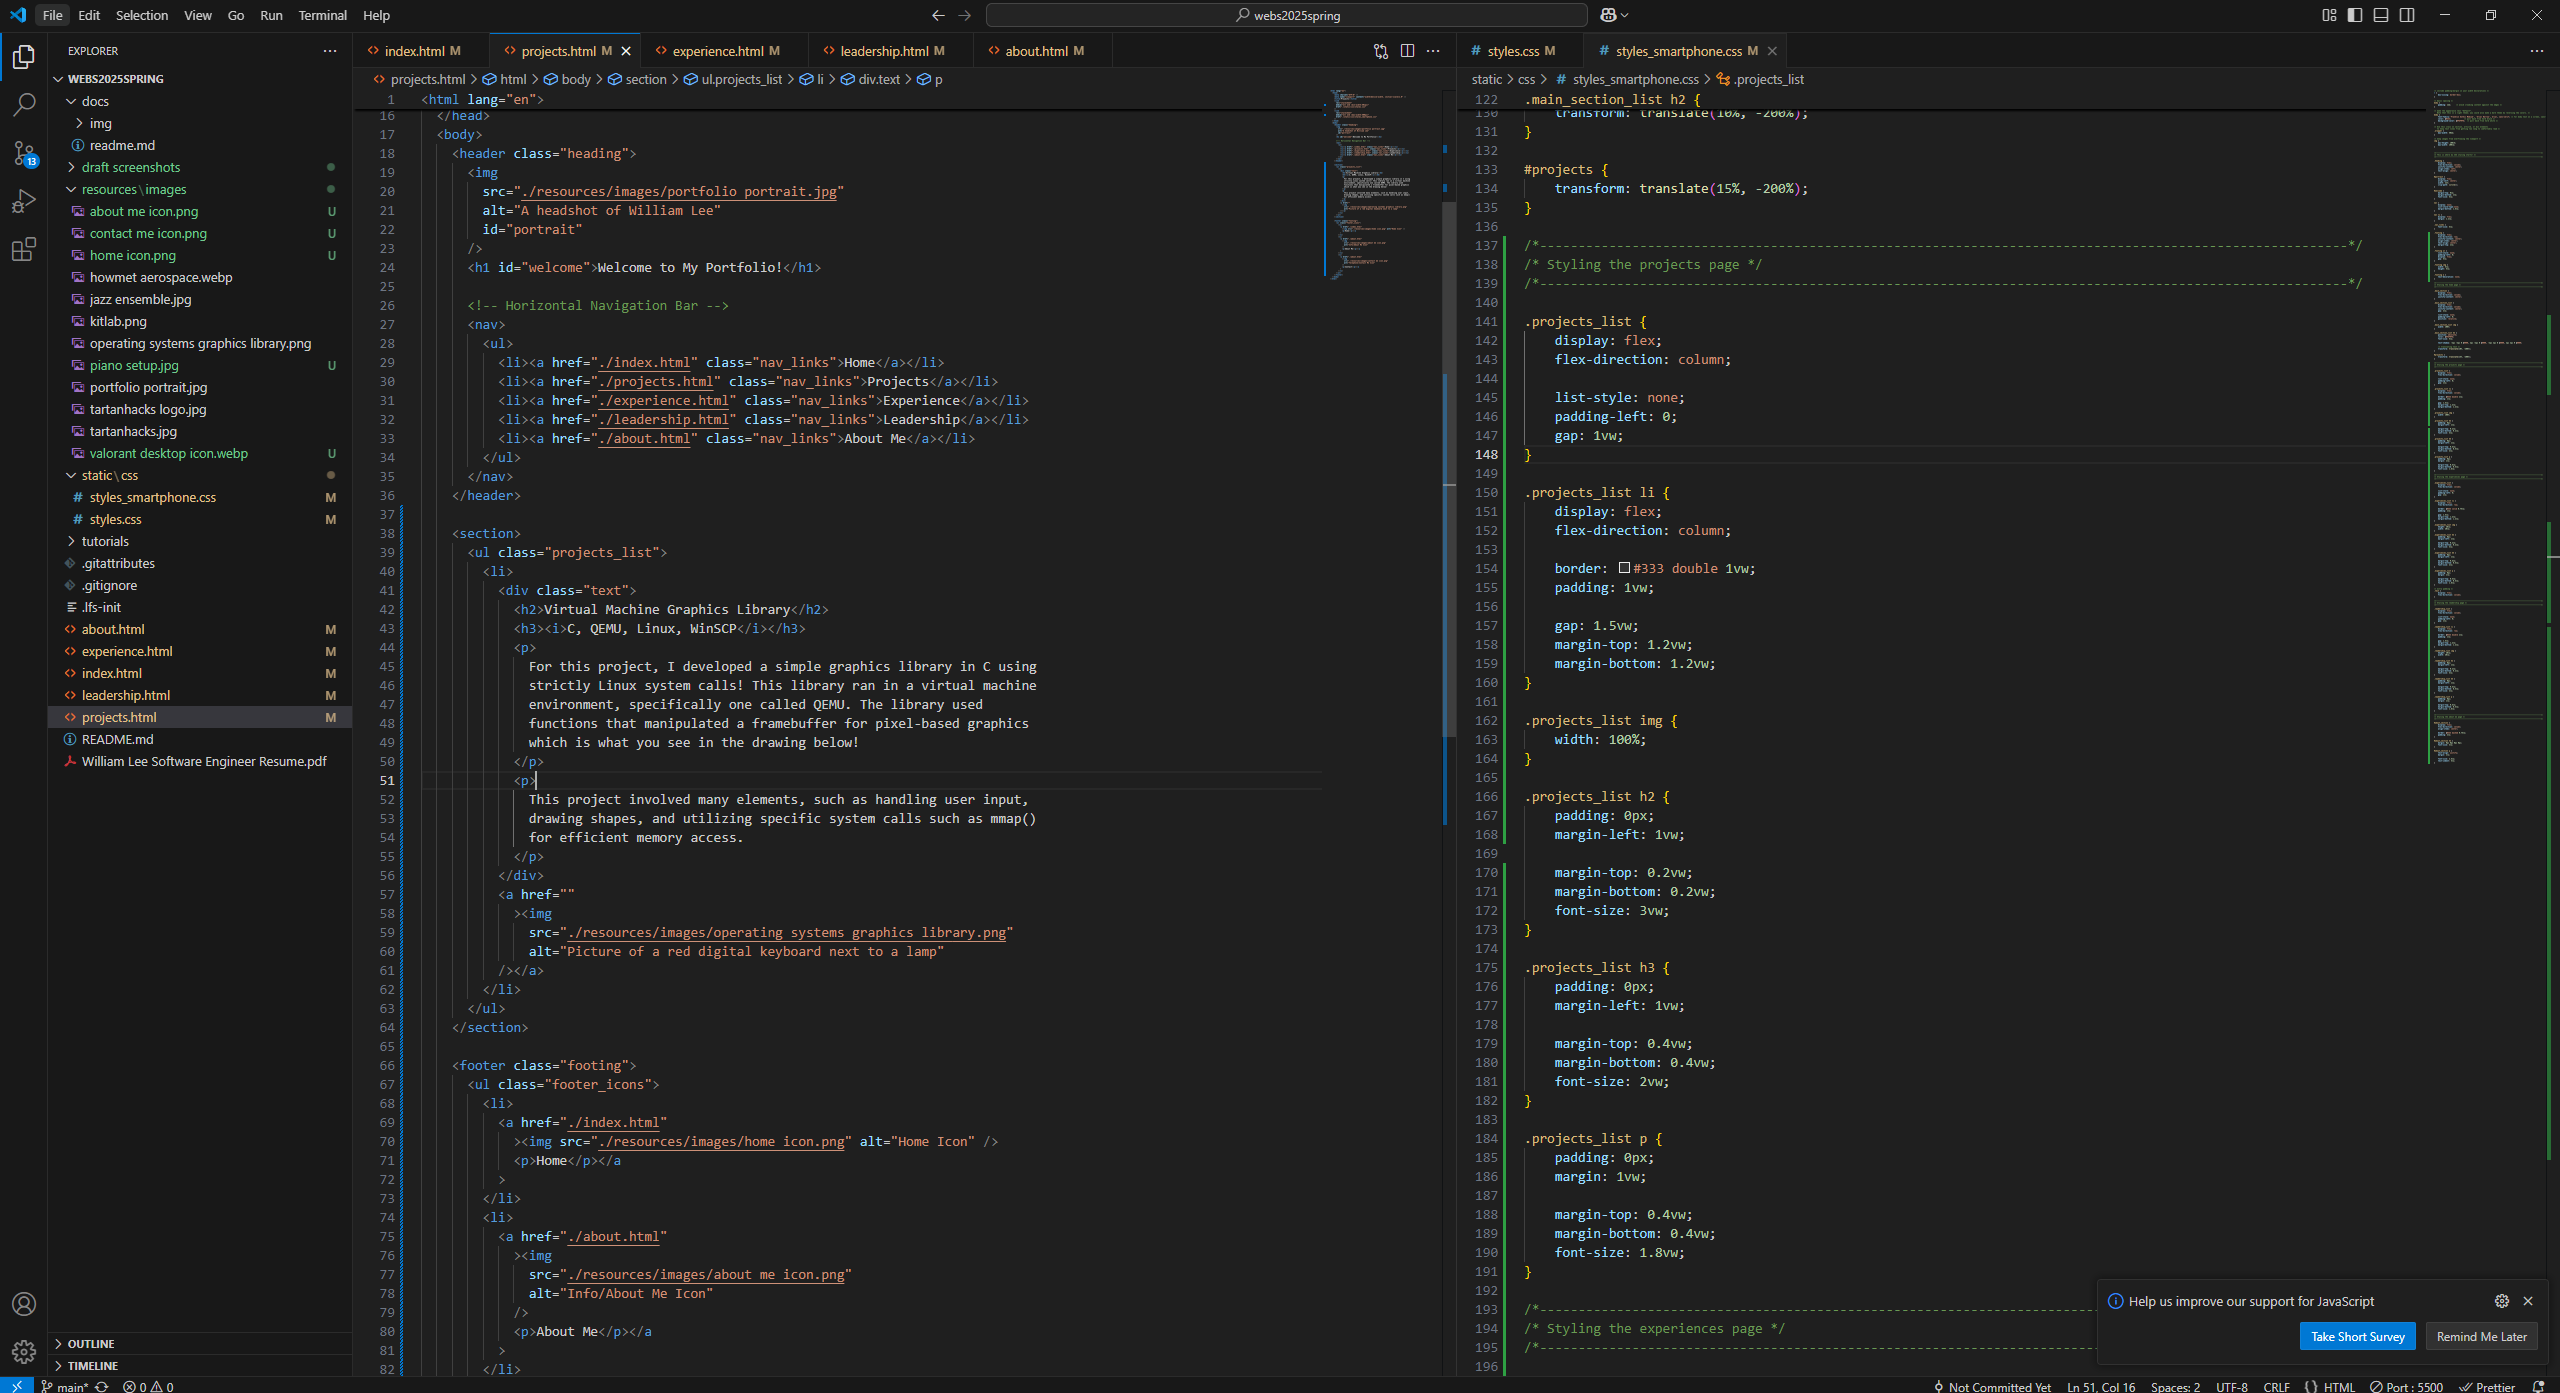 File Edit Selection View Go Run Terminal Help
webs2025spring
EXPLORER
WEBS2025SPRING
docs
img
readme.md
draft screenshots
resources\images
about me icon.png U
contact me icon.png U
home icon.png U
howmet aerospace.webp
jazz ensemble.jpg
kitlab.png
operating systems graphics library.png
piano setup.jpg U
portfolio portrait.jpg
tartanhacks logo.jpg
tartanhacks.jpg
valorant desktop icon.webp U
static\css
styles_smartphone.css M
styles.css M
tutorials
.gitattributes
.gitignore
.lfs-init
about.html M
experience.html M
index.html M
leadership.html M
projects.html M
README.md
William Lee Software Engineer Resume.pdf
OUTLINE
TIMELINE
13
index.html M projects.html M experience.html M leadership.html M about.html M
projects.html > html > body > section > ul.projects_list > li > div.text > p
1 <html lang="en">
16 </head>
17 <body>
18 <header class="heading">
19 <img
20 src="./resources/images/portfolio portrait.jpg"
21 alt="A headshot of William Lee"
22 id="portrait"
23 />
24 <h1 id="welcome">Welcome to My Portfolio!</h1>
25
26 <!-- Horizontal Navigation Bar -->
27 <nav>
28 <ul>
29 <li><a href="./index.html" class="nav_links">Home</a></li>
30 <li><a href="./projects.html" class="nav_links">Projects</a></li>
31 <li><a href="./experience.html" class="nav_links">Experience</a></li>
32 <li><a href="./leadership.html" class="nav_links">Leadership</a></li>
33 <li><a href="./about.html" class="nav_links">About Me</a></li>
34 </ul>
35 </nav>
36 </header>
37
38 <section>
39 <ul class="projects_list">
40 <li>
41 <div class="text">
42 <h2>Virtual Machine Graphics Library</h2>
43 <h3><i>C, QEMU, Linux, WinSCP</i></h3>
44 <p>
45 For this project, I developed a simple graphics library in C using
46 strictly Linux system calls! This library ran in a virtual machine
47 environment, specifically one called QEMU. The library used
48 functions that manipulated a framebuffer for pixel-based graphics
49 which is what you see in the drawing below!
50 </p>
51 <p>
52 This project involved many elements, such as handling user input,
53 drawing shapes, and utilizing specific system calls such as mmap()
54 for efficient memory access.
55 </p>
56 </div>
57 <a href=""
58 ><img
59 src="./resources/images/operating systems graphics library.png"
60 alt="Picture of a red digital keyboard next to a lamp"
61 /></a>
62 </li>
63 </ul>
64 </section>
65
66 <footer class="footing">
67 <ul class="footer_icons">
68 <li>
69 <a href="./index.html"
70 ><img src="./resources/images/home icon.png" alt="Home Icon" />
71 <p>Home</p></a
72 >
73 </li>
74 <li>
75 <a href="./about.html"
76 ><img
77 src="./resources/images/about me icon.png"
78 alt="Info/About Me Icon"
79 />
80 <p>About Me</p></a
81 >
82 </li>
styles.css M styles_smartphone.css M
static > css > styles_smartphone.css > .projects_list
122 .main_section_list h2 {
130 transform: translate(10%, -200%);
131 }
132
133 #projects {
134 transform: translate(15%, -200%);
135 }
136
137 /*---------------------------------------------------------------------------------------------------------*/
138 /* Styling the projects page */
139 /*---------------------------------------------------------------------------------------------------------*/
140
141 .projects_list {
142 display: flex;
143 flex-direction: column;
144
145 list-style: none;
146 padding-left: 0;
147 gap: 1vw;
148 }
149
150 .projects_list li {
151 display: flex;
152 flex-direction: column;
153
154 border: #333 double 1vw;
155 padding: 1vw;
156
157 gap: 1.5vw;
158 margin-top: 1.2vw;
159 margin-bottom: 1.2vw;
160 }
161
162 .projects_list img {
163 width: 100%;
164 }
165
166 .projects_list h2 {
167 padding: 0px;
168 margin-left: 1vw;
169
170 margin-top: 0.2vw;
171 margin-bottom: 0.2vw;
172 font-size: 3vw;
173 }
174
175 .projects_list h3 {
176 padding: 0px;
177 margin-left: 1vw;
178
179 margin-top: 0.4vw;
180 margin-bottom: 0.4vw;
181 font-size: 2vw;
182 }
183
184 .projects_list p {
185 padding: 0px;
186 margin: 1vw;
187
188 margin-top: 0.4vw;
189 margin-bottom: 0.4vw;
190 font-size: 1.8vw;
191 }
192
193 /*-------------------------------------------------------------------------
194 /* Styling the experiences page */
195 /*-------------------------------------------------------------------------
196
Help us improve our support for JavaScript
Take Short Survey Remind Me Later
main* 0 0 Not Committed Yet Ln 51, Col 16 Spaces: 2 UTF-8 CRLF {} HTML Port : 5500 Prettier